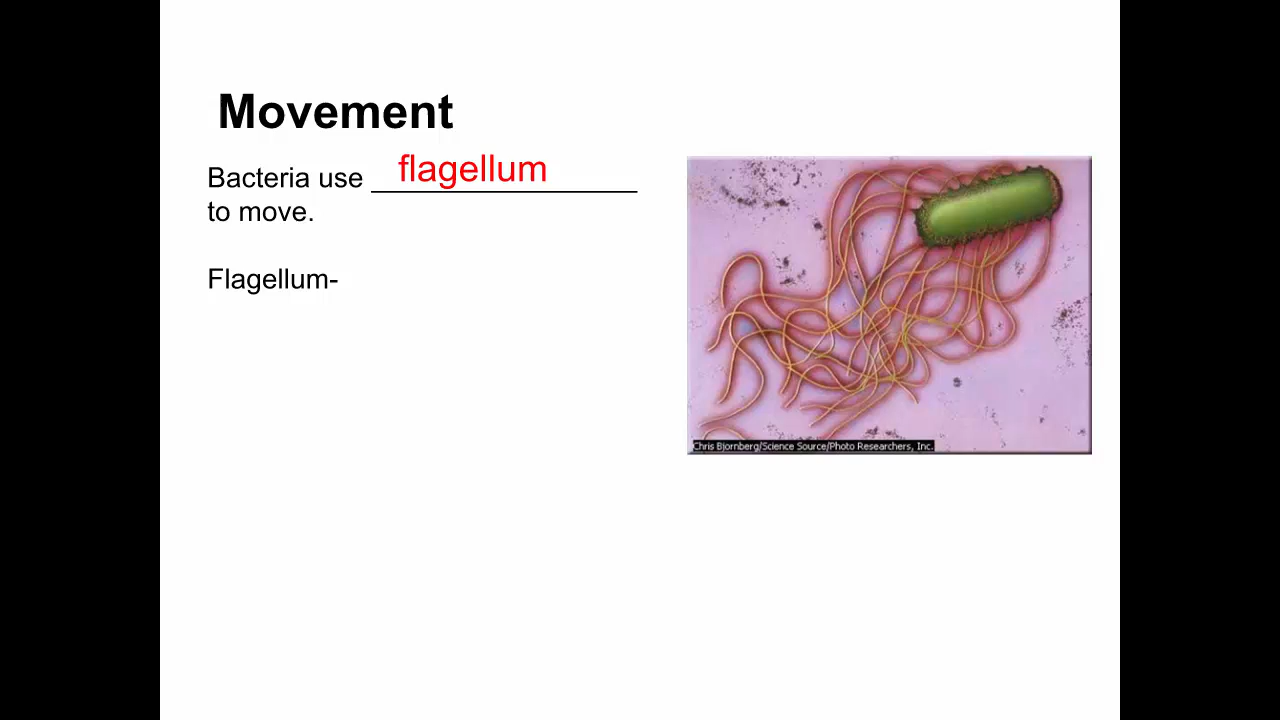 Movement
Bacteria use flagellum
to move.
Flagellum-
Chris Bjornberg/Science Source/Photo Researchers, Inc.